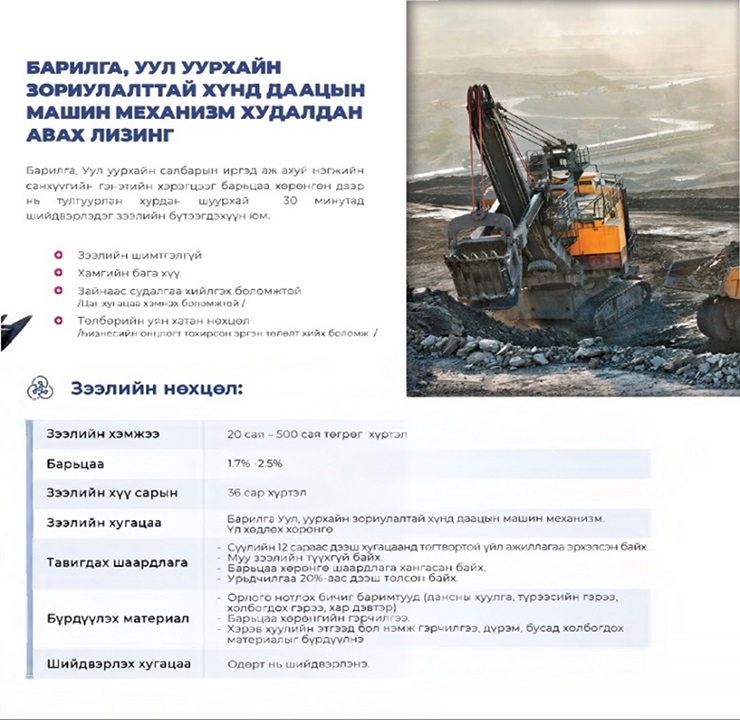 БАРИЛГА, УУЛ УУРХАЙН
ЗОРИУЛАЛТТАЙ ХҮНД ДААЦЫН
МАШИН МЕХАНИЗМ ХУДАЛДАН
АВАХ ЛИЗИНГ
Барилга, Уул уурхайн салбарын иргэд аж ахуй нэгжийн
санхүүгийн гэнэтийн хэрэгцээг барьцаа хөрөнгөн дээр
нь тулгуурлан хурдан шуурхай 30 минутад
шийдвэрлэдэг зээлийн бүтээгдэхүүн юм.
Зээлийн шимтгэлгүй
Хамгийн бага хүү.
Зайнаас судалгаа хийлгэх боломжтой
/Цаг хугацаа хэмнэх боломжтой /
Төлбөрийн уян хатан нөхцөл
/Бизнесийн онцлогт тохирсон эргэн төлөлт хийх боломж /
Зээлийн нөхцөл:
Зээлийн хэмжээ 20 сая – 500 сая төгрөг хүртэл
Барьцаа 1.7% -2.5%
Зээлийн хүү сарын 36 сар хүртэл
Зээлийн хугацаа Барилга Уул, уурхайн зориулалтай хүнд даацын машин механизм.
Үл хөдлөх хөрөнгө.
Тавигдах шаардлага - Сүүлийн 12 сараас дээш хугацаанд тогтвортой үйл ажиллагаа эрхэлсэн байх.
- Муу зээлийн түүхгүй байх.
- Барьцаа хөрөнгө шаардлага хангасан байх.
- Урьдчилгаа 20%-аас дээш төлсөн байх.
Бүрдүүлэх материал - Орлого нотлох бичиг баримтууд (дансны хуулга, түрээсийн гэрээ,
холбогдох гэрээ, хар дэвтэр)
- Барьцаа хөрөнгийн гэрчилгээ.
- Хэрэв хуулийн этгээд бол нэмж гэрчилгээ, дүрэм, бусад холбогдох
материалыг бүрдүүлнэ
Шийдвэрлэх хугацаа Өдөрт нь шийдвэрлэнэ.